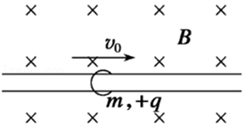 × × × ×
v₀ B
× × × ×
m,+q
× × × ×